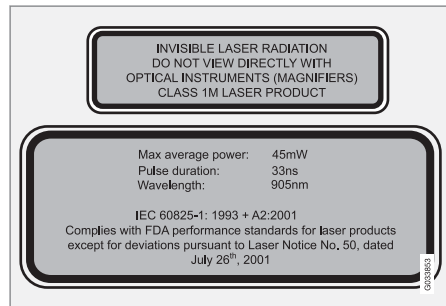 INVISIBLE LASER RADIATION
DO NOT VIEW DIRECTLY WITH
OPTICAL INSTRUMENTS (MAGNIFIERS)
CLASS 1M LASER PRODUCT
Max average power: 45mW
Pulse duration: 33ns
Wavelength: 905nm
IEC 60825-1: 1993 + A2:2001
Complies with FDA performance standards for laser products
except for deviations pursuant to Laser Notice No. 50, dated
July 26th, 2001
G033853